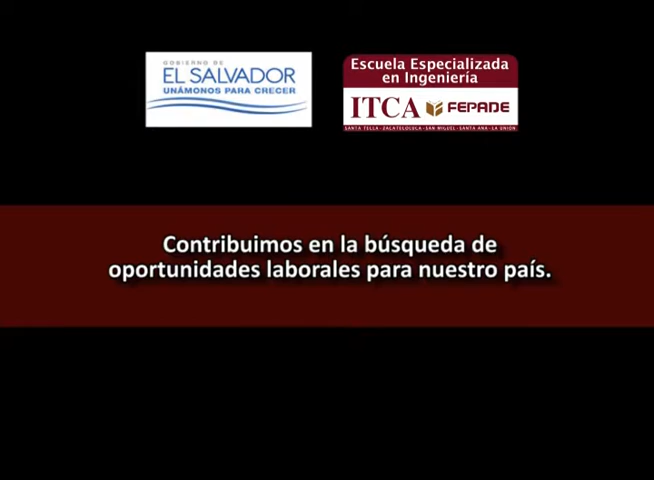 GOBIERNO DE
EL SALVADOR
UNÁMONOS PARA CRECER
Escuela Especializada
en Ingeniería
ITCA FEPADE
SANTA TECLA • ZACATECOLUCA • SAN MIGUEL • SANTA ANA • LA UNION
Contribuimos en la búsqueda de
oportunidades laborales para nuestro país.